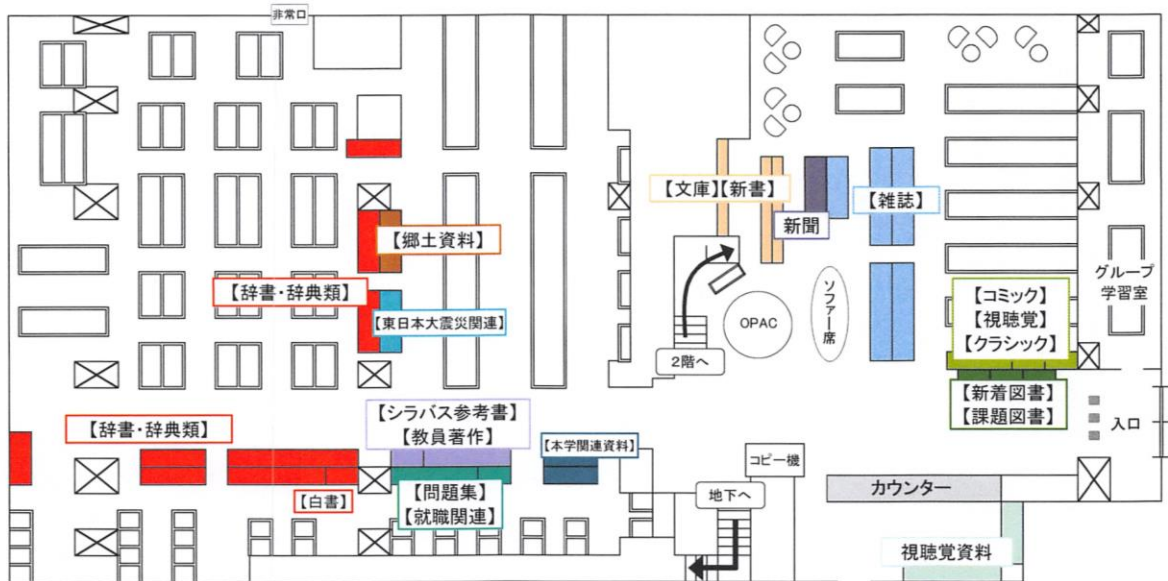 非常口
【文庫】【新書】
新聞
【雑誌】
【郷土資料】
【辞書・辞典類】
【東日本大震災関連】
2階へ
OPAC
ソファー席
グループ
学習室
【コミック】
【視聴覚】
【クラシック】
【新着図書】
【課題図書】
入口
【辞書・辞典類】
【シラバス参考書】
【教員著作】
【本学関連資料】
【白書】
【問題集】
【就職関連】
コピー機
地下へ
カウンター
視聴覚資料